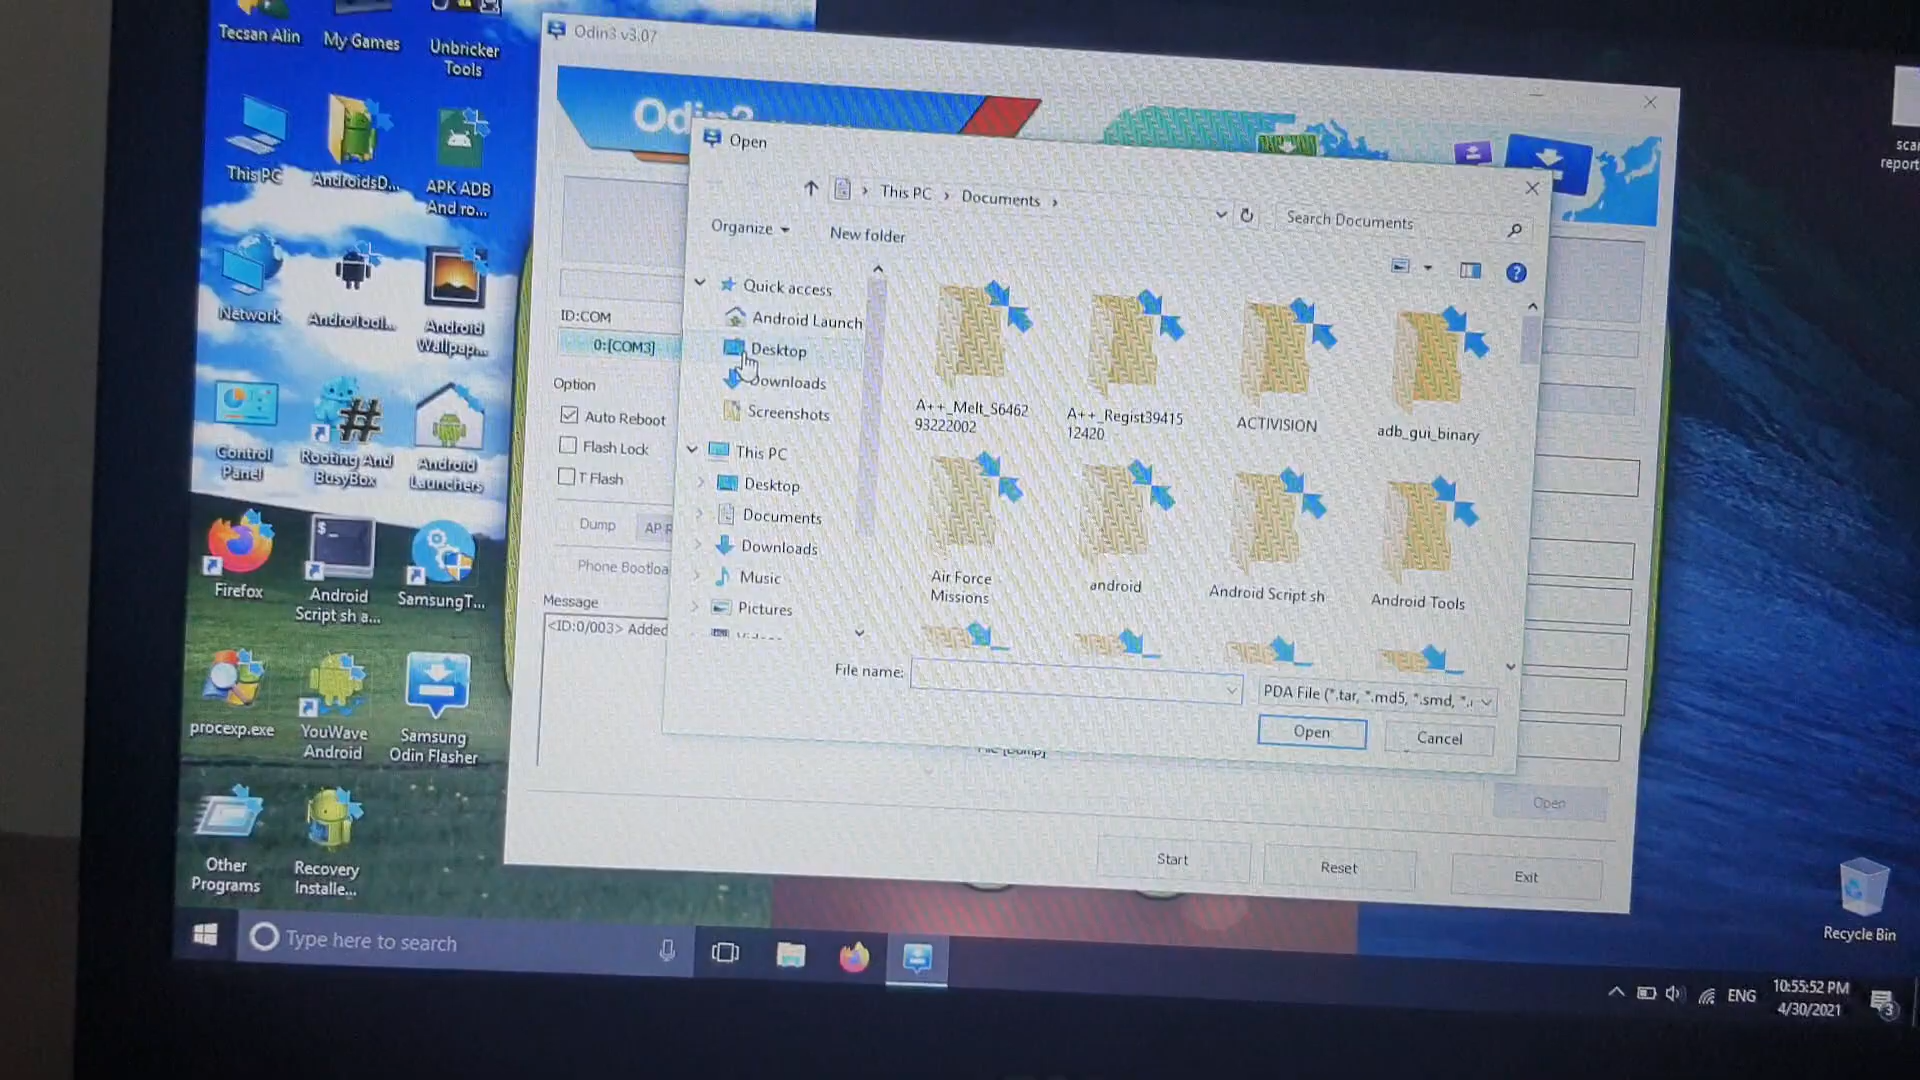 Tecsan Alin
My Games
Unbricker
Tools
This PC
AndroidsD...
APK ADB
And ro...
Network
AndroTool...
Android
Wallpap...
Control
Panel
Rooting And
BusyBox
Android
Launchers
Firefox
Android
Script sh a...
SamsungT...
procexp.exe
YouWave
Android
Samsung
Odin Flasher
Other
Programs
Recovery
Installe...
Odin3 v3.07
Odin3
ID:COM
0:[COM3]
Option
Auto Reboot
Flash Lock
T Flash
Dump
AP R
Phone Bootloa
Message
<ID:0/003> Added
Open
This PC > Documents >
Search Documents
Organize
New folder
Quick access
Android Launch
Desktop
Downloads
Screenshots
This PC
Desktop
Documents
Downloads
Music
Pictures
A++_Melt_S6462
93222002
A++_Regist39415
12420
ACTIVISION
adb_gui_binary
Air Force
Missions
android
Android Script sh
Android Tools
File name:
PDA File (*.tar, *.md5, *.smd, *.
Open
Cancel
Open
Start
Reset
Exit
scan
report
Recycle Bin
Type here to search
ENG
10:55:52 PM
4/30/2021
3